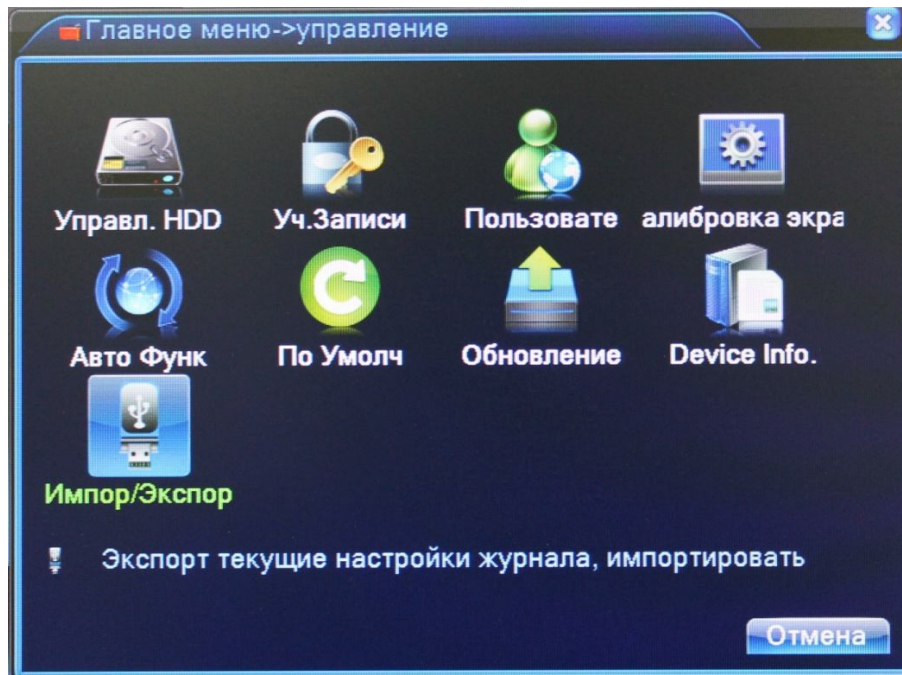 Главное меню->управление
Управл. HDD
Уч.Записи
Пользовате
алибровка экра
Авто Функ
По Умолч
Обновление
Device Info.
Импор/Экспор
Экспорт текущие настройки журнала, импортировать
Отмена